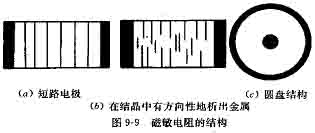 (a) 短路电极
(c) 圆盘结构
(b) 在结晶中有方向性地析出金属
图 9-9 磁敏电阻的结构